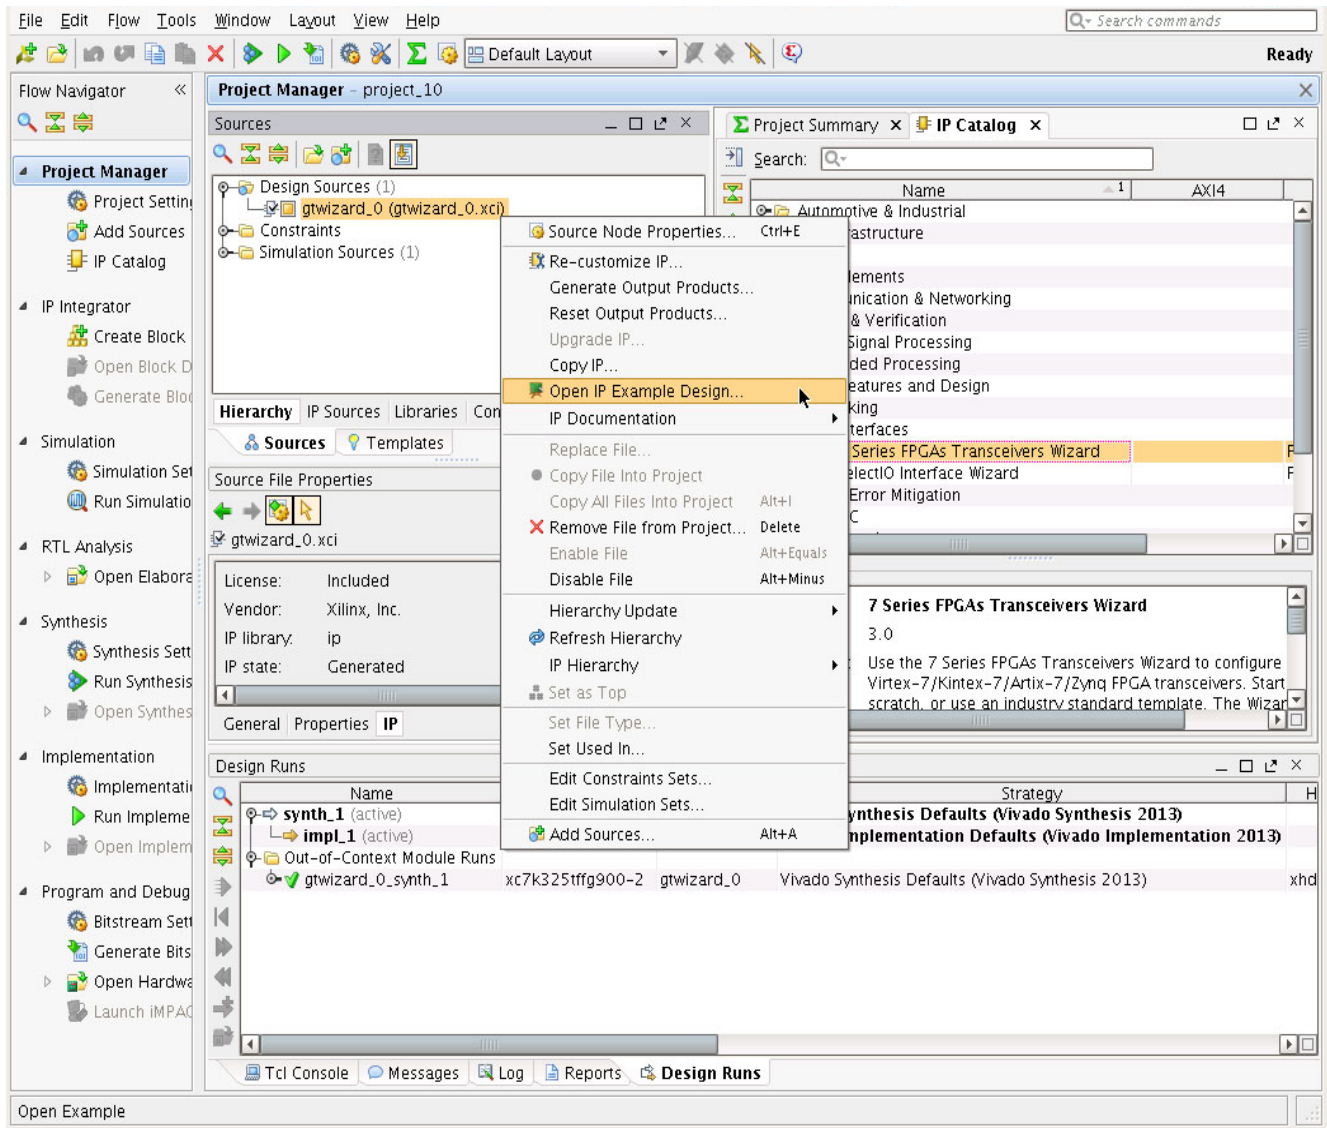 File Edit Flow Tools Window Layout View Help
Search commands
Default Layout
Ready
Flow Navigator
Project Manager
Project Settin
Add Sources
IP Catalog
IP Integrator
Create Block
Open Block D
Generate Bloc
Simulation
Simulation Set
Run Simulatio
RTL Analysis
Open Elabora
Synthesis
Synthesis Sett
Run Synthesis
Open Synthes
Implementation
Implementati
Run Impleme
Open Implem
Program and Debug
Bitstream Sett
Generate Bits
Open Hardwa
Launch iMPAC
Project Manager - project_10
Sources
Design Sources (1)
gtwizard_0 (gtwizard_0.xci)
Constraints
Simulation Sources (1)
Hierarchy IP Sources Libraries Con
Sources Templates
Source File Properties
gtwizard_0.xci
License: Included
Vendor: Xilinx, Inc.
IP library: ip
IP state: Generated
General Properties IP
Source Node Properties... Ctrl+E
Re-customize IP...
Generate Output Products...
Reset Output Products...
Upgrade IP...
Copy IP...
Open IP Example Design...
IP Documentation
Replace File...
Copy File Into Project
Copy All Files Into Project Alt+I
Remove File from Project... Delete
Enable File Alt+Equals
Disable File Alt+Minus
Hierarchy Update
Refresh Hierarchy
IP Hierarchy
Set as Top
Set File Type...
Set Used In...
Edit Constraints Sets...
Edit Simulation Sets...
Add Sources... Alt+A
Project Summary IP Catalog
Search:
Name 1 AXI4
Automotive & Industrial
rastructure
lements
unication & Networking
& Verification
Signal Processing
ded Processing
eatures and Design
king
terfaces
Series FPGAs Transceivers Wizard
electIO Interface Wizard
Error Mitigation
C
7 Series FPGAs Transceivers Wizard
3.0
Use the 7 Series FPGAs Transceivers Wizard to configure
Virtex-7/Kintex-7/Artix-7/Zynq FPGA transceivers. Start
scratch, or use an industry standard template. The Wizar
Design Runs
Name Strategy H
synth_1 (active) ynthesis Defaults (Vivado Synthesis 2013)
impl_1 (active) mplementation Defaults (Vivado Implementation 2013)
Out-of-Context Module Runs
gtwizard_0_synth_1 xc7k325tffg900-2 gtwizard_0 Vivado Synthesis Defaults (Vivado Synthesis 2013) xhd
Tcl Console Messages Log Reports Design Runs
Open Example